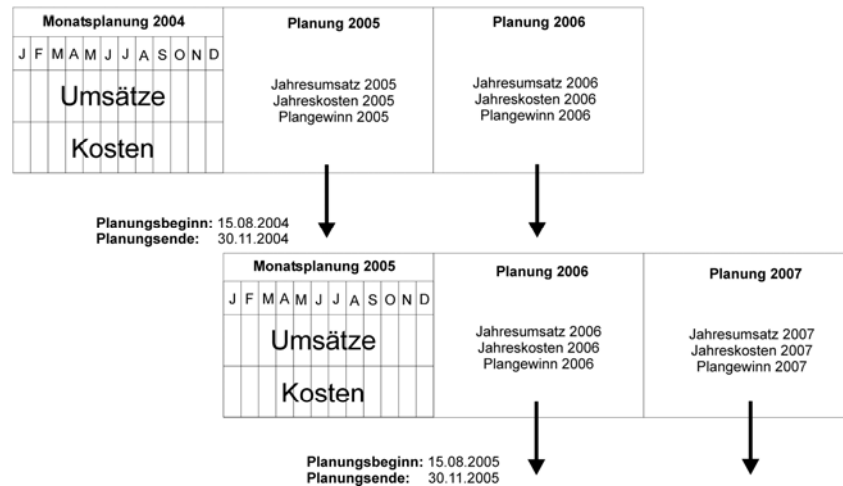 Monatsplanung 2004
J F M A M J J A S O N D
Umsätze
Kosten
Planung 2005
Jahresumsatz 2005
Jahreskosten 2005
Plangewinn 2005
Planung 2006
Jahresumsatz 2006
Jahreskosten 2006
Plangewinn 2006
Planungsbeginn: 15.08.2004
Planungsende: 30.11.2004
Monatsplanung 2005
J F M A M J J A S O N D
Umsätze
Kosten
Planung 2006
Jahresumsatz 2006
Jahreskosten 2006
Plangewinn 2006
Planung 2007
Jahresumsatz 2007
Jahreskosten 2007
Plangewinn 2007
Planungsbeginn: 15.08.2005
Planungsende: 30.11.2005